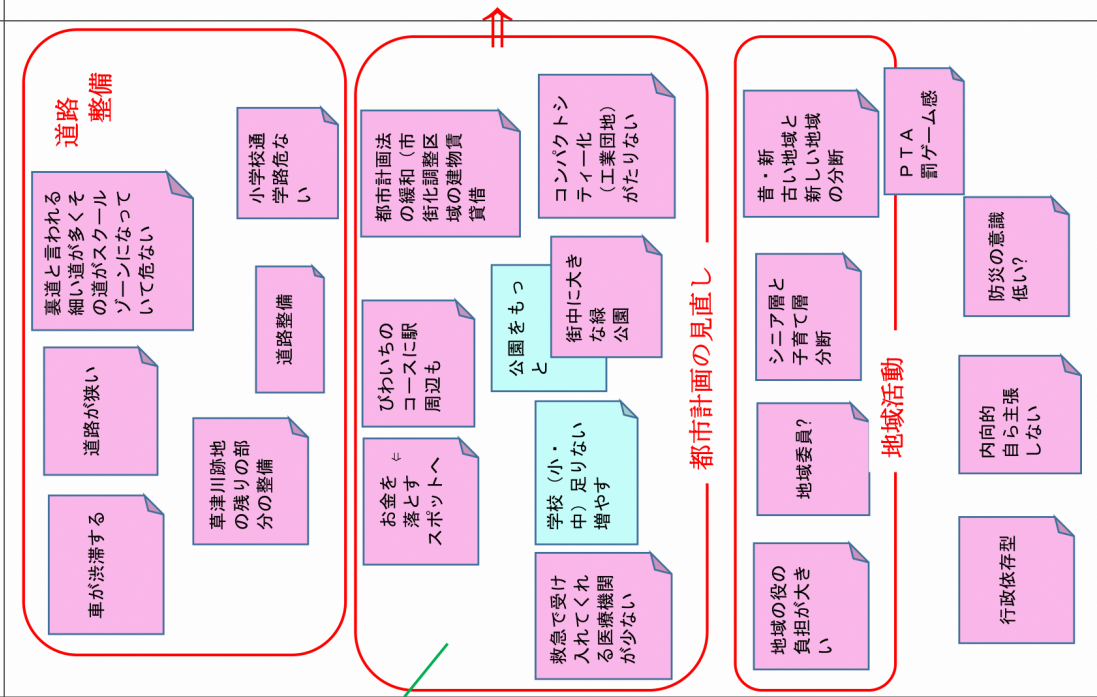 道路
整備
裏道と言われる
細い道が多くそ
の道がスクール
ゾーンになって
いて危ない
小学校通
学路危な
い
道路が狭い
道路整備
車が渋滞する
草津川跡地
の残りの部
分の整備
都市計画の見直し
都市計画法
の緩和（市
街化調整区
域の建物賃
貸借
コンパクトシ
ティー化
（工業団地）
がたりない
びわいちの
コースに駅
周辺も
公園をもっ
と
街中に大き
な緑
公園
お金を
⇐
落とす
スポットへ
学校（小・
中）足りない
増やす
救急で受け
入れてくれ
る医療機関
が少ない
⇒
地域活動
昔・新
古い地域と
新しい地域
の分断
ＰＴＡ
罰ゲーム感
シニア層と
子育て層
分断
防災の意識
低い？
地域委員？
内向的
自ら主張
しない
地域の役の
負担が大き
い
行政依存型